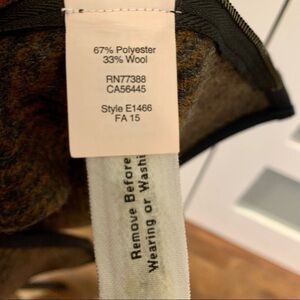 67% Polyester
33% Wool
RN77388
CA56445
Style E1466
FA 15
Remove Before
Wearing or Washi